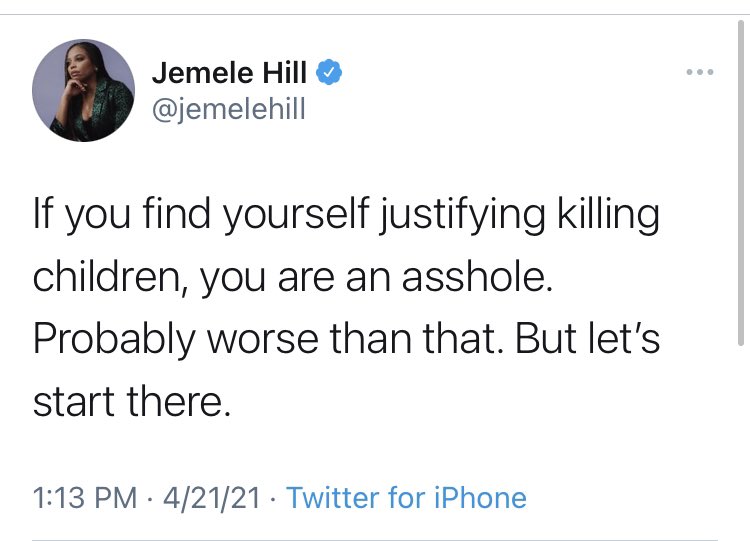 Jemele Hill
@jemelehill
If you find yourself justifying killing
children, you are an asshole.
Probably worse than that. But let’s
start there.
1:13 PM · 4/21/21 · Twitter for iPhone